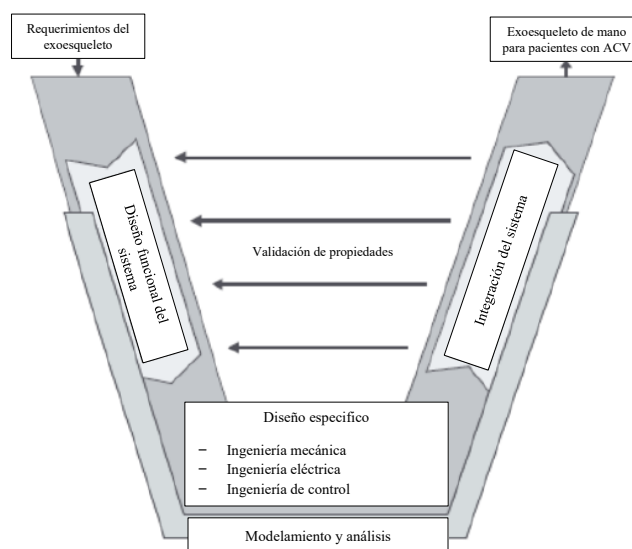 Requerimientos del
exoesqueleto
Exoesqueleto de mano
para pacientes con ACV
Diseño funcional del
sistema
Validación de propiedades
Integración del sistema
Diseño especifico
– Ingeniería mecánica
– Ingeniería eléctrica
– Ingeniería de control
Modelamiento y análisis